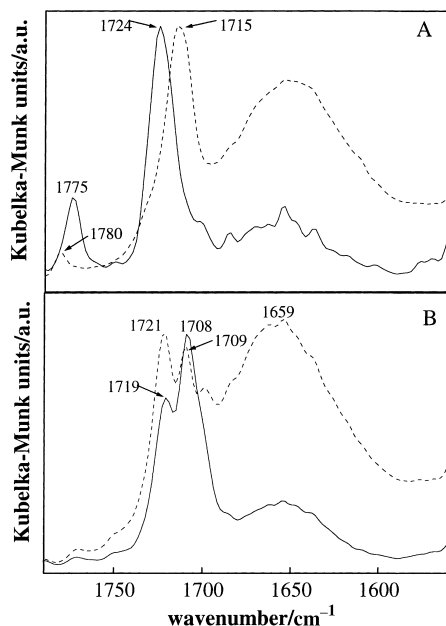 1724
1715
A
1775
1780
Kubelka-Munk units/a.u.
B
1721
1708
1659
1709
1719
Kubelka-Munk units/a.u.
1750
1700
1650
1600
wavenumber/cm⁻¹